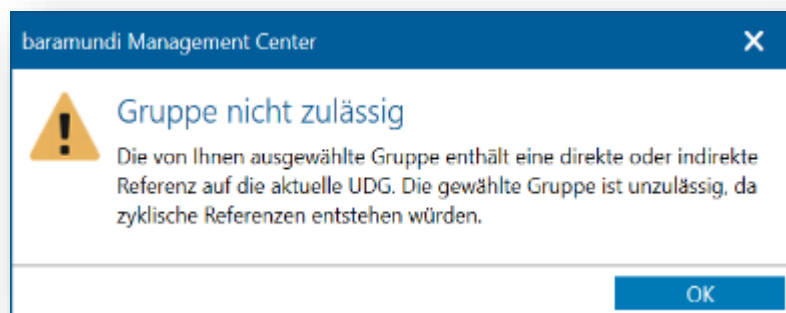 baramundi Management Center
Gruppe nicht zulässig
Die von Ihnen ausgewählte Gruppe enthält eine direkte oder indirekte
Referenz auf die aktuelle UDG. Die gewählte Gruppe ist unzulässig, da
zyklische Referenzen entstehen würden.
OK